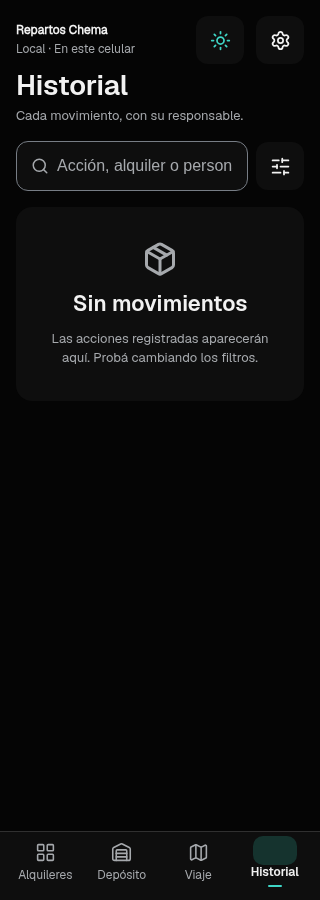 Repartos Chema
Local · En este celular
Historial
Cada movimiento, con su responsable.
Acción, alquiler o person
Sin movimientos
Las acciones registradas aparecerán
aquí. Probá cambiando los filtros.
Alquileres
Depósito
Viaje
Historial